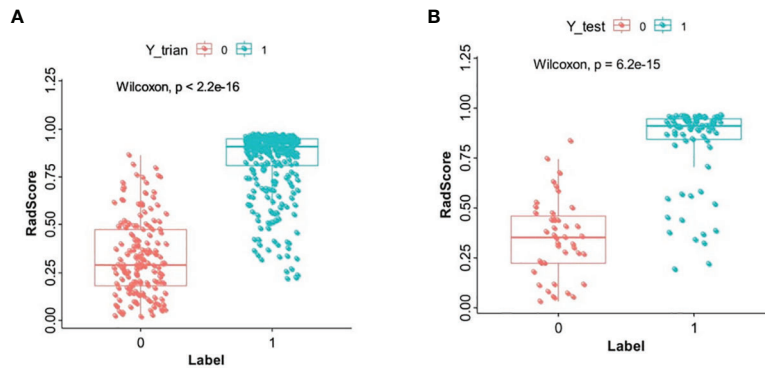 A
Y_trian 0 1
Wilcoxon, p < 2.2e-16
RadScore
1.25
1.00
0.75
0.50
0.25
0.00
0 1
Label
B
Y_test 0 1
Wilcoxon, p = 6.2e-15
RadScore
1.25
1.00
0.75
0.50
0.25
0.00
0 1
Label